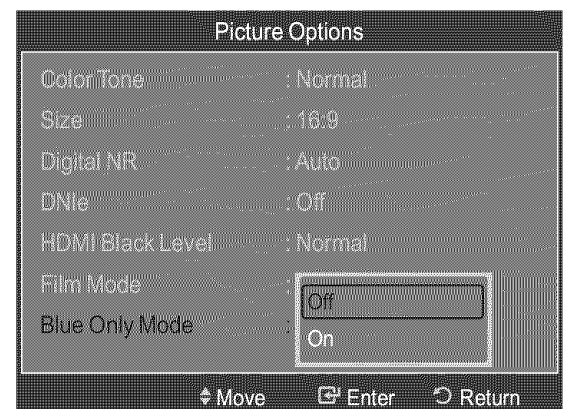 Picture Options
Color Tone : Normal
Size : 16:9
Digital NR : Auto
DNIe : Off
HDMI Black Level : Normal
Film Mode :
Off
Blue Only Mode :
On
Move Enter Return